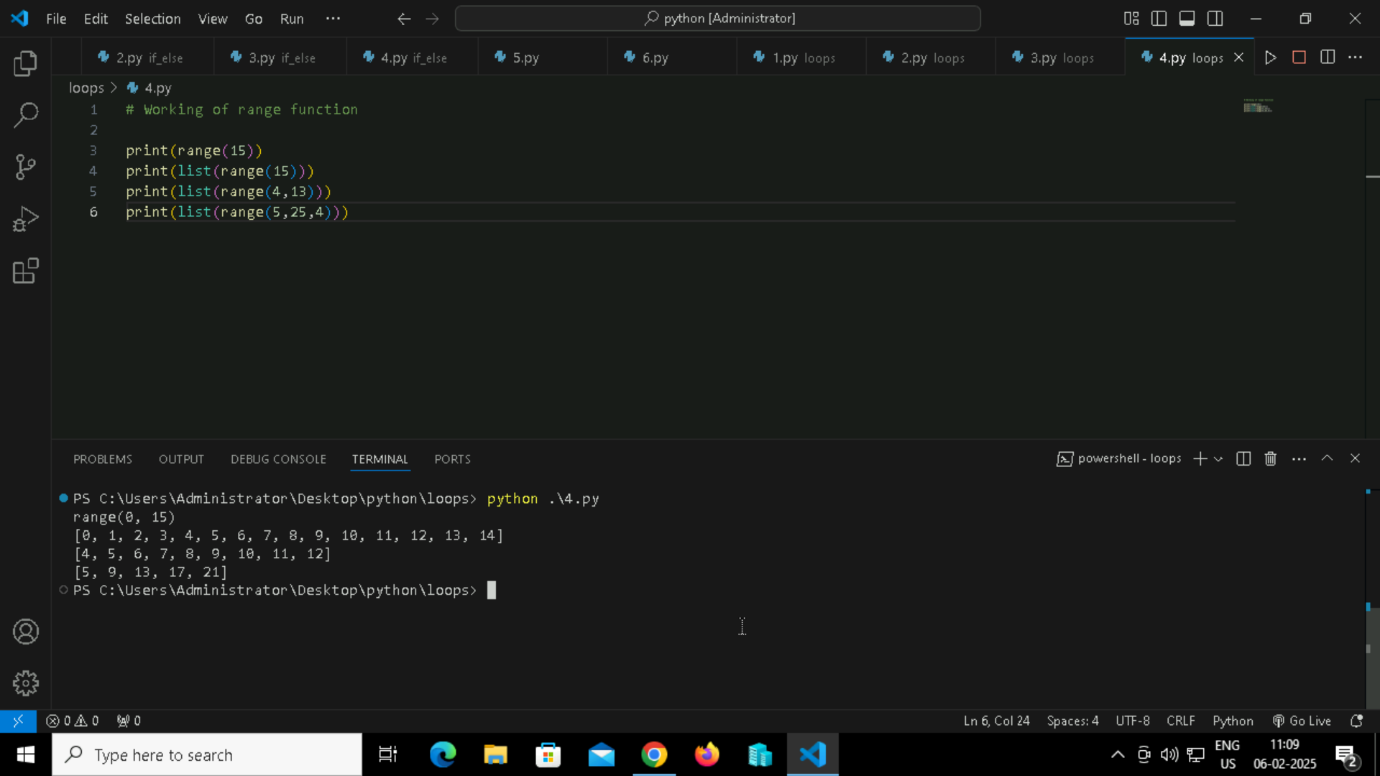 File Edit Selection View Go Run ··· python [Administrator]
2.py if_else 3.py if_else 4.py if_else 5.py 6.py 1.py loops 2.py loops 3.py loops 4.py loops
loops > 4.py
1 # Working of range function
2
3 print(range(15))
4 print(list(range(15)))
5 print(list(range(4,13)))
6 print(list(range(5,25,4)))
PROBLEMS OUTPUT DEBUG CONSOLE TERMINAL PORTS powershell - loops
PS C:\Users\Administrator\Desktop\python\loops> python .\4.py
range(0, 15)
[0, 1, 2, 3, 4, 5, 6, 7, 8, 9, 10, 11, 12, 13, 14]
[4, 5, 6, 7, 8, 9, 10, 11, 12]
[5, 9, 13, 17, 21]
PS C:\Users\Administrator\Desktop\python\loops>
0 0 0 Ln 6, Col 24 Spaces: 4 UTF-8 CRLF Python Go Live
Type here to search ENG 11:09
US 06-02-2025 2